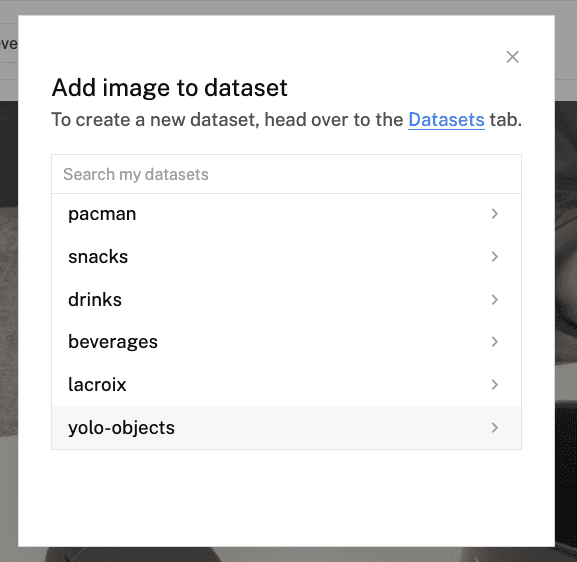 Add image to dataset
To create a new dataset, head over to the Datasets tab.
Search my datasets
pacman
snacks
drinks
beverages
lacroix
yolo-objects